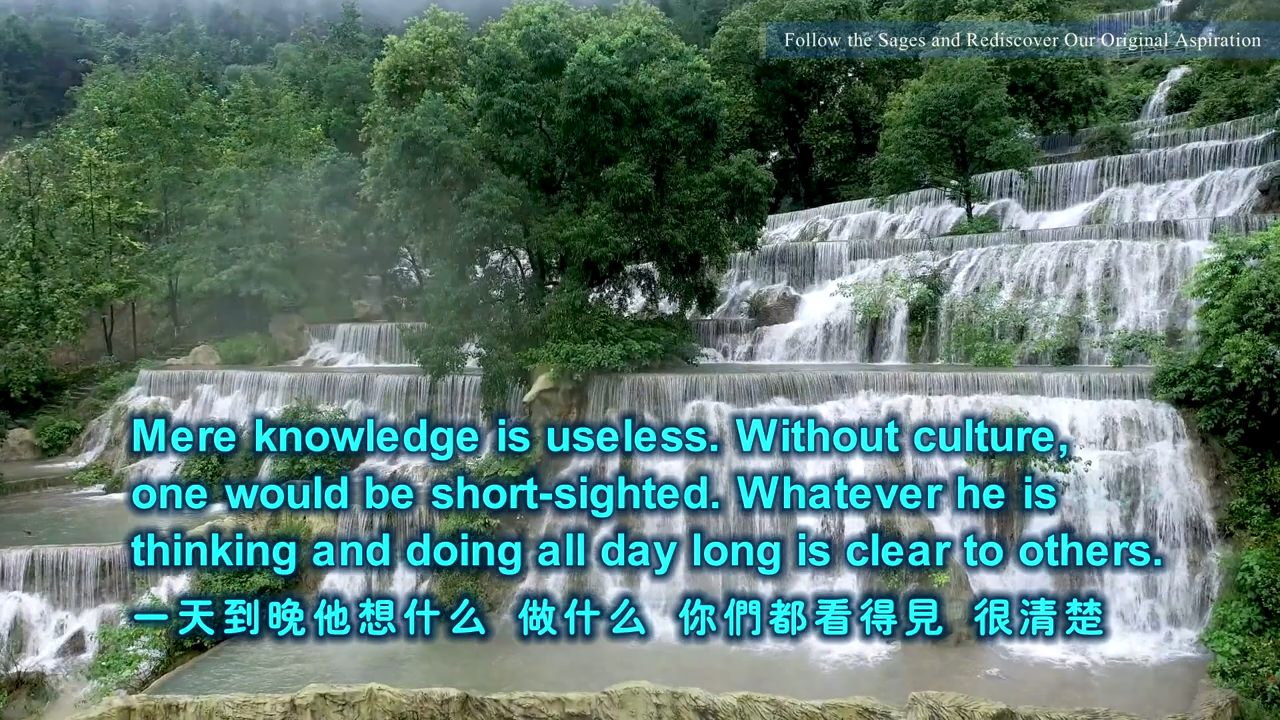 Follow the Sages and Rediscover Our Original Aspiration
Mere knowledge is useless. Without culture,
one would be short-sighted. Whatever he is
thinking and doing all day long is clear to others.
一天到晚他想什么 做什么 你們都看得見 很清楚